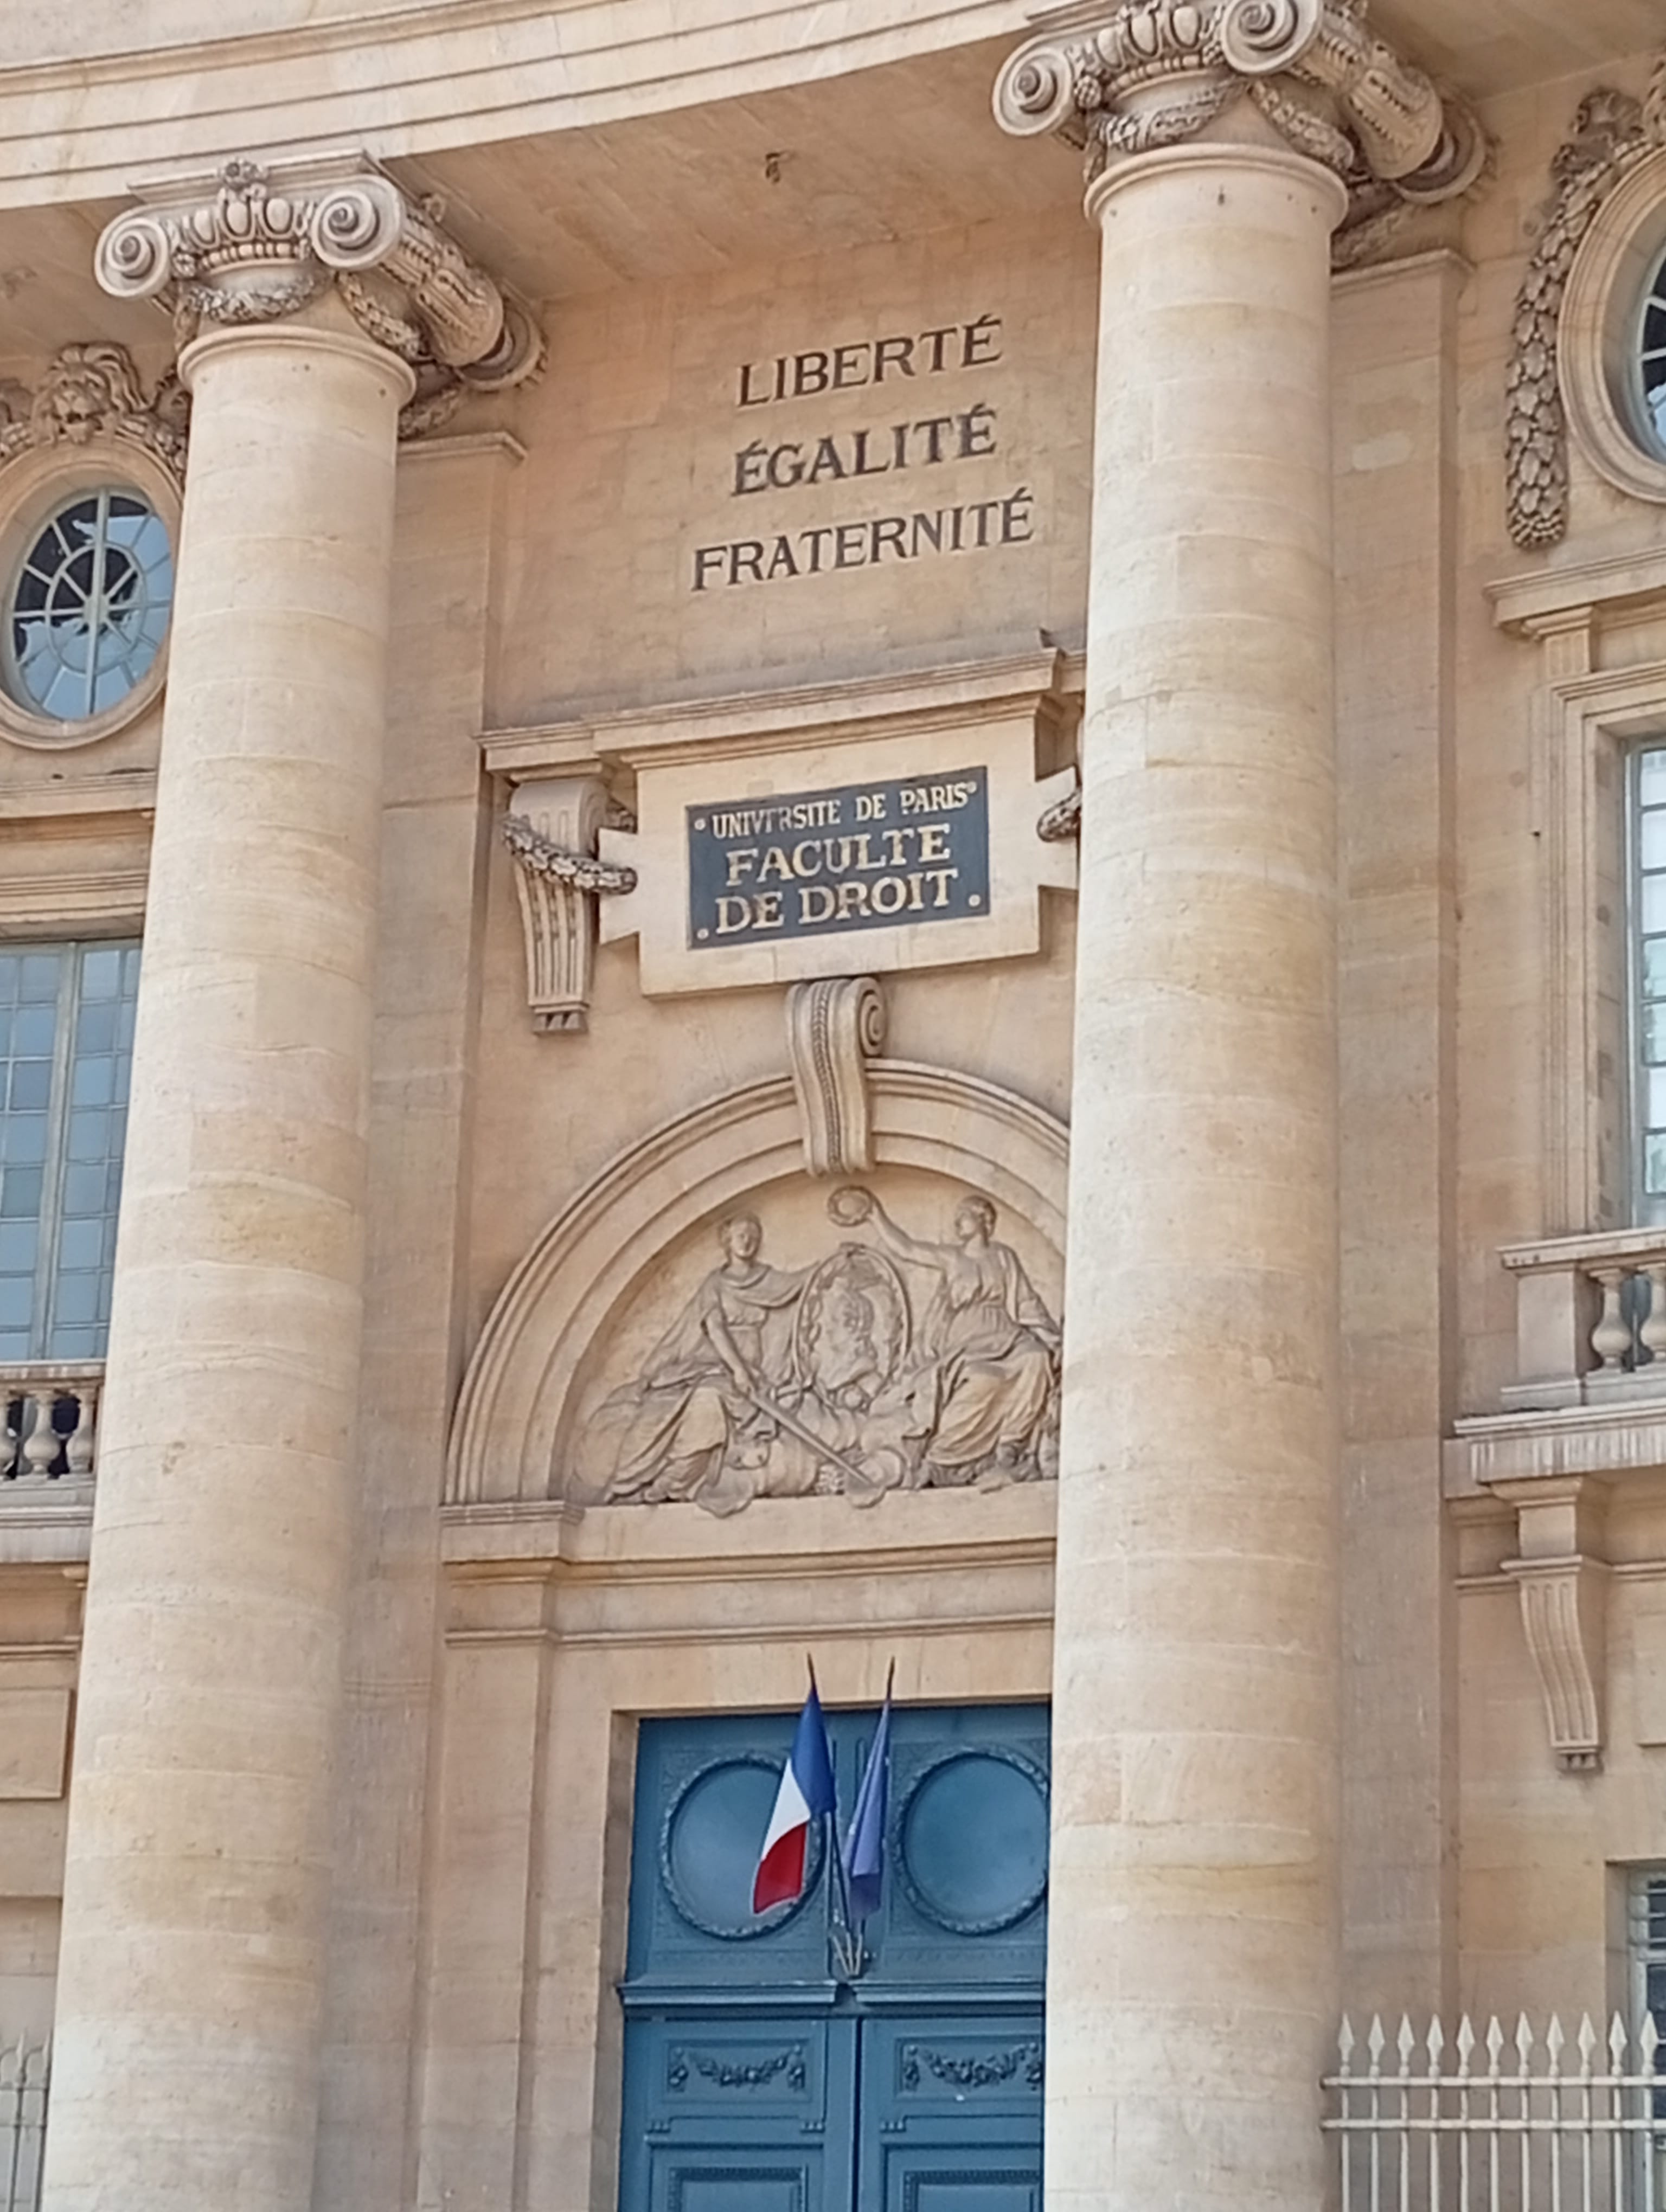 LIBERTÉ
ÉGALITÉ
FRATERNITÉ
UNIVERSITE DE PARIS
FACULTE
. DE DROIT .